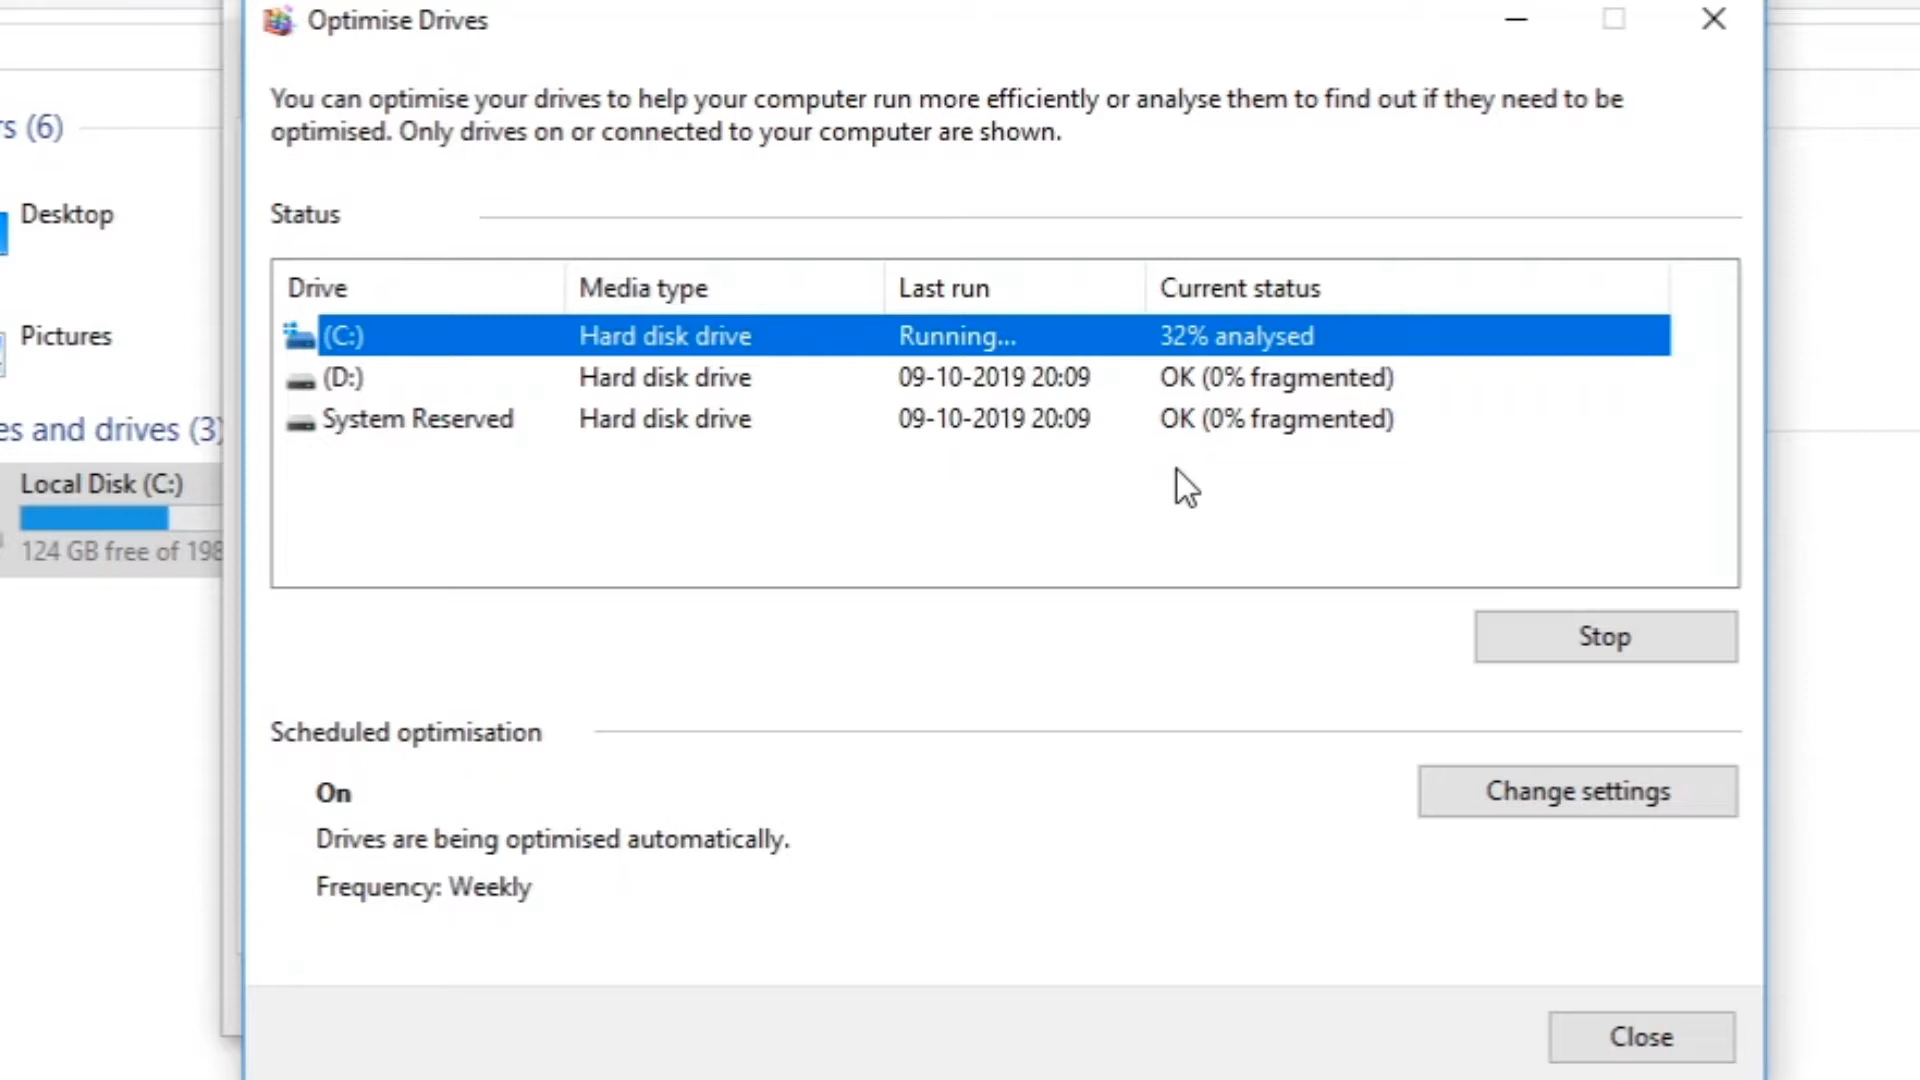 Optimise Drives
You can optimise your drives to help your computer run more efficiently or analyse them to find out if they need to be
optimised. Only drives on or connected to your computer are shown.
(6)
Desktop
Status
Drive Media type Last run Current status
(C:) Hard disk drive Running... 32% analysed
Pictures
(D:) Hard disk drive 09-10-2019 20:09 OK (0% fragmented)
System Reserved Hard disk drive 09-10-2019 20:09 OK (0% fragmented)
and drives (3)
Local Disk (C:)
124 GB free of 198
Stop
Scheduled optimisation
On
Change settings
Drives are being optimised automatically.
Frequency: Weekly
Close